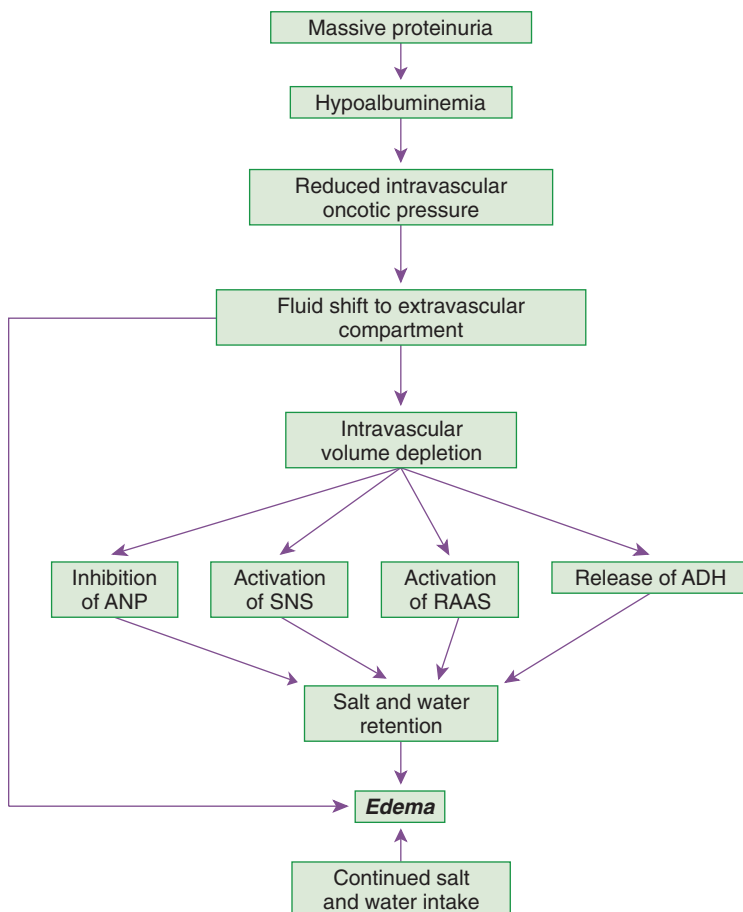 Massive proteinuria
Hypoalbuminemia
Reduced intravascular
oncotic pressure
Fluid shift to extravascular
compartment
Intravascular
volume depletion
Inhibition
of ANP
Activation
of SNS
Activation
of RAAS
Release of ADH
Salt and water
retention
Edema
Continued salt
and water intake